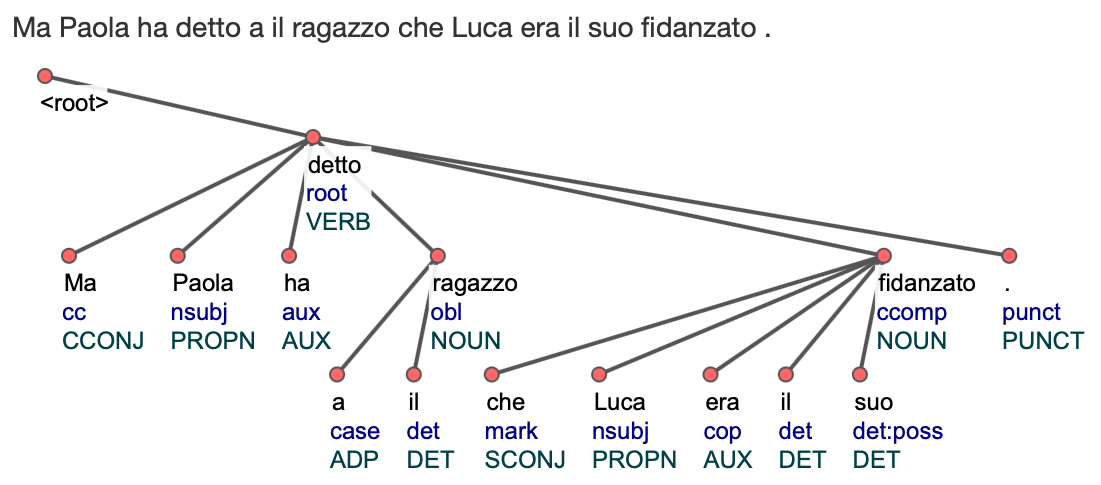 Ma Paola ha detto a il ragazzo che Luca era il suo fidanzato .
<root>
detto
root
VERB
Ma Paola ha ragazzo fidanzato .
cc nsubj aux obl ccomp punct
CCONJ PROPN AUX NOUN NOUN PUNCT
a il che Luca era il suo
case det mark nsubj cop det det:poss
ADP DET SCONJ PROPN AUX DET DET